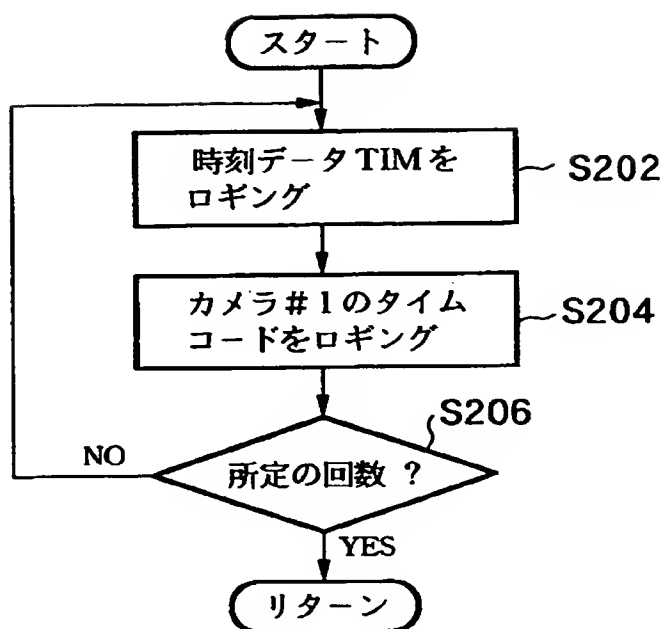 スタート
時刻データTIMを
ロギング
S202
カメラ#1のタイム
コードをロギング
S204
S206
所定の回数 ?
NO
YES
リターン